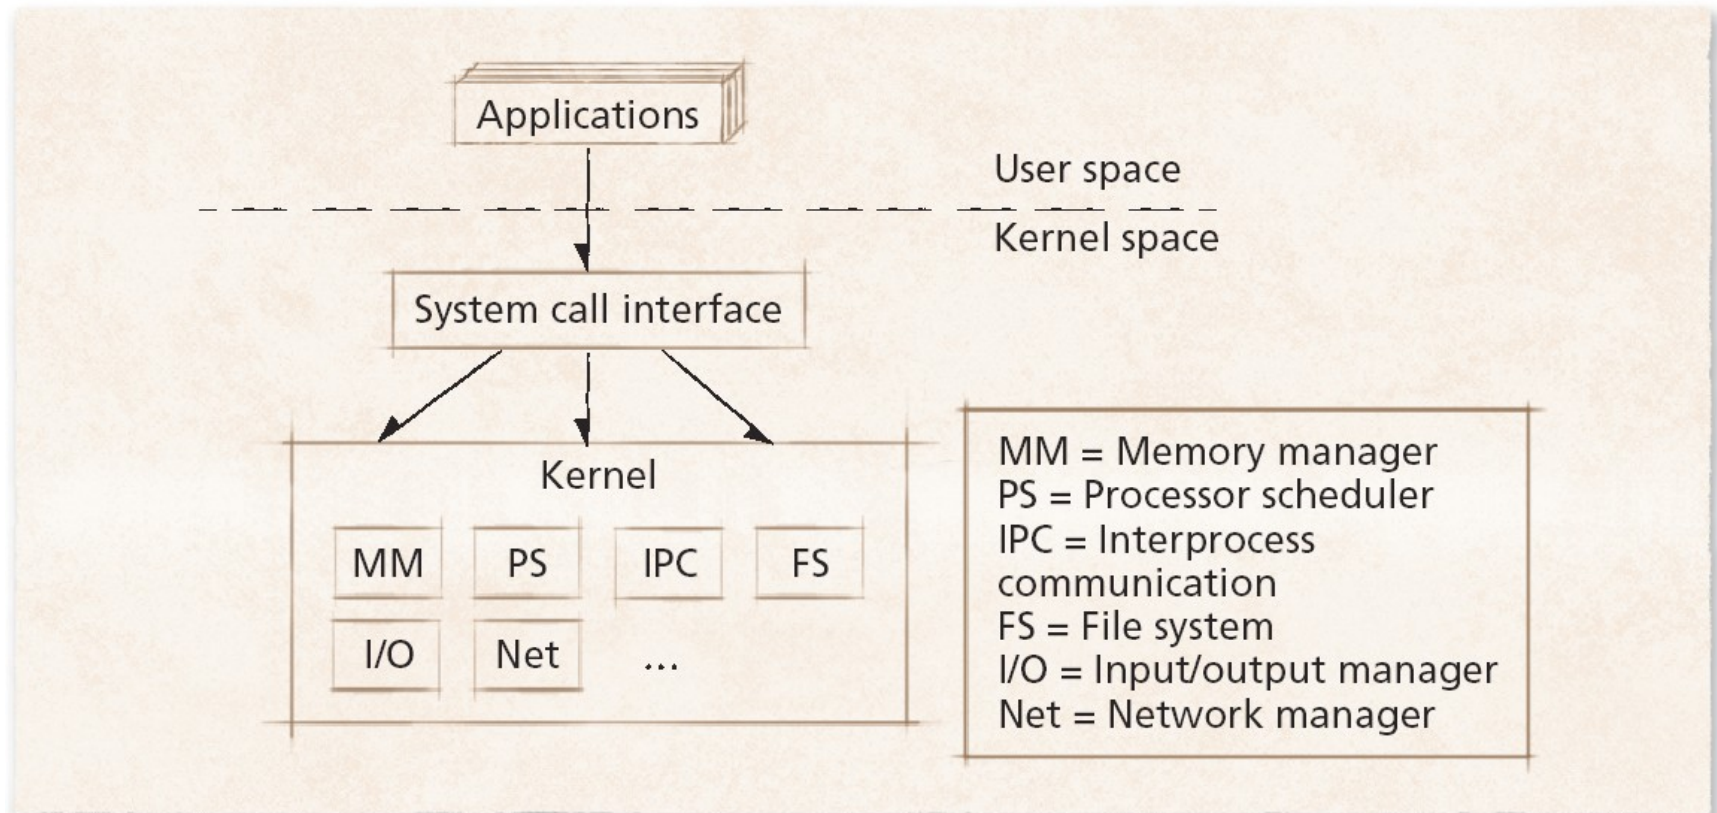 Applications
User space
Kernel space
System call interface
Kernel
MM
PS
IPC
FS
I/O
Net
...
MM = Memory manager
PS = Processor scheduler
IPC = Interprocess
communication
FS = File system
I/O = Input/output manager
Net = Network manager